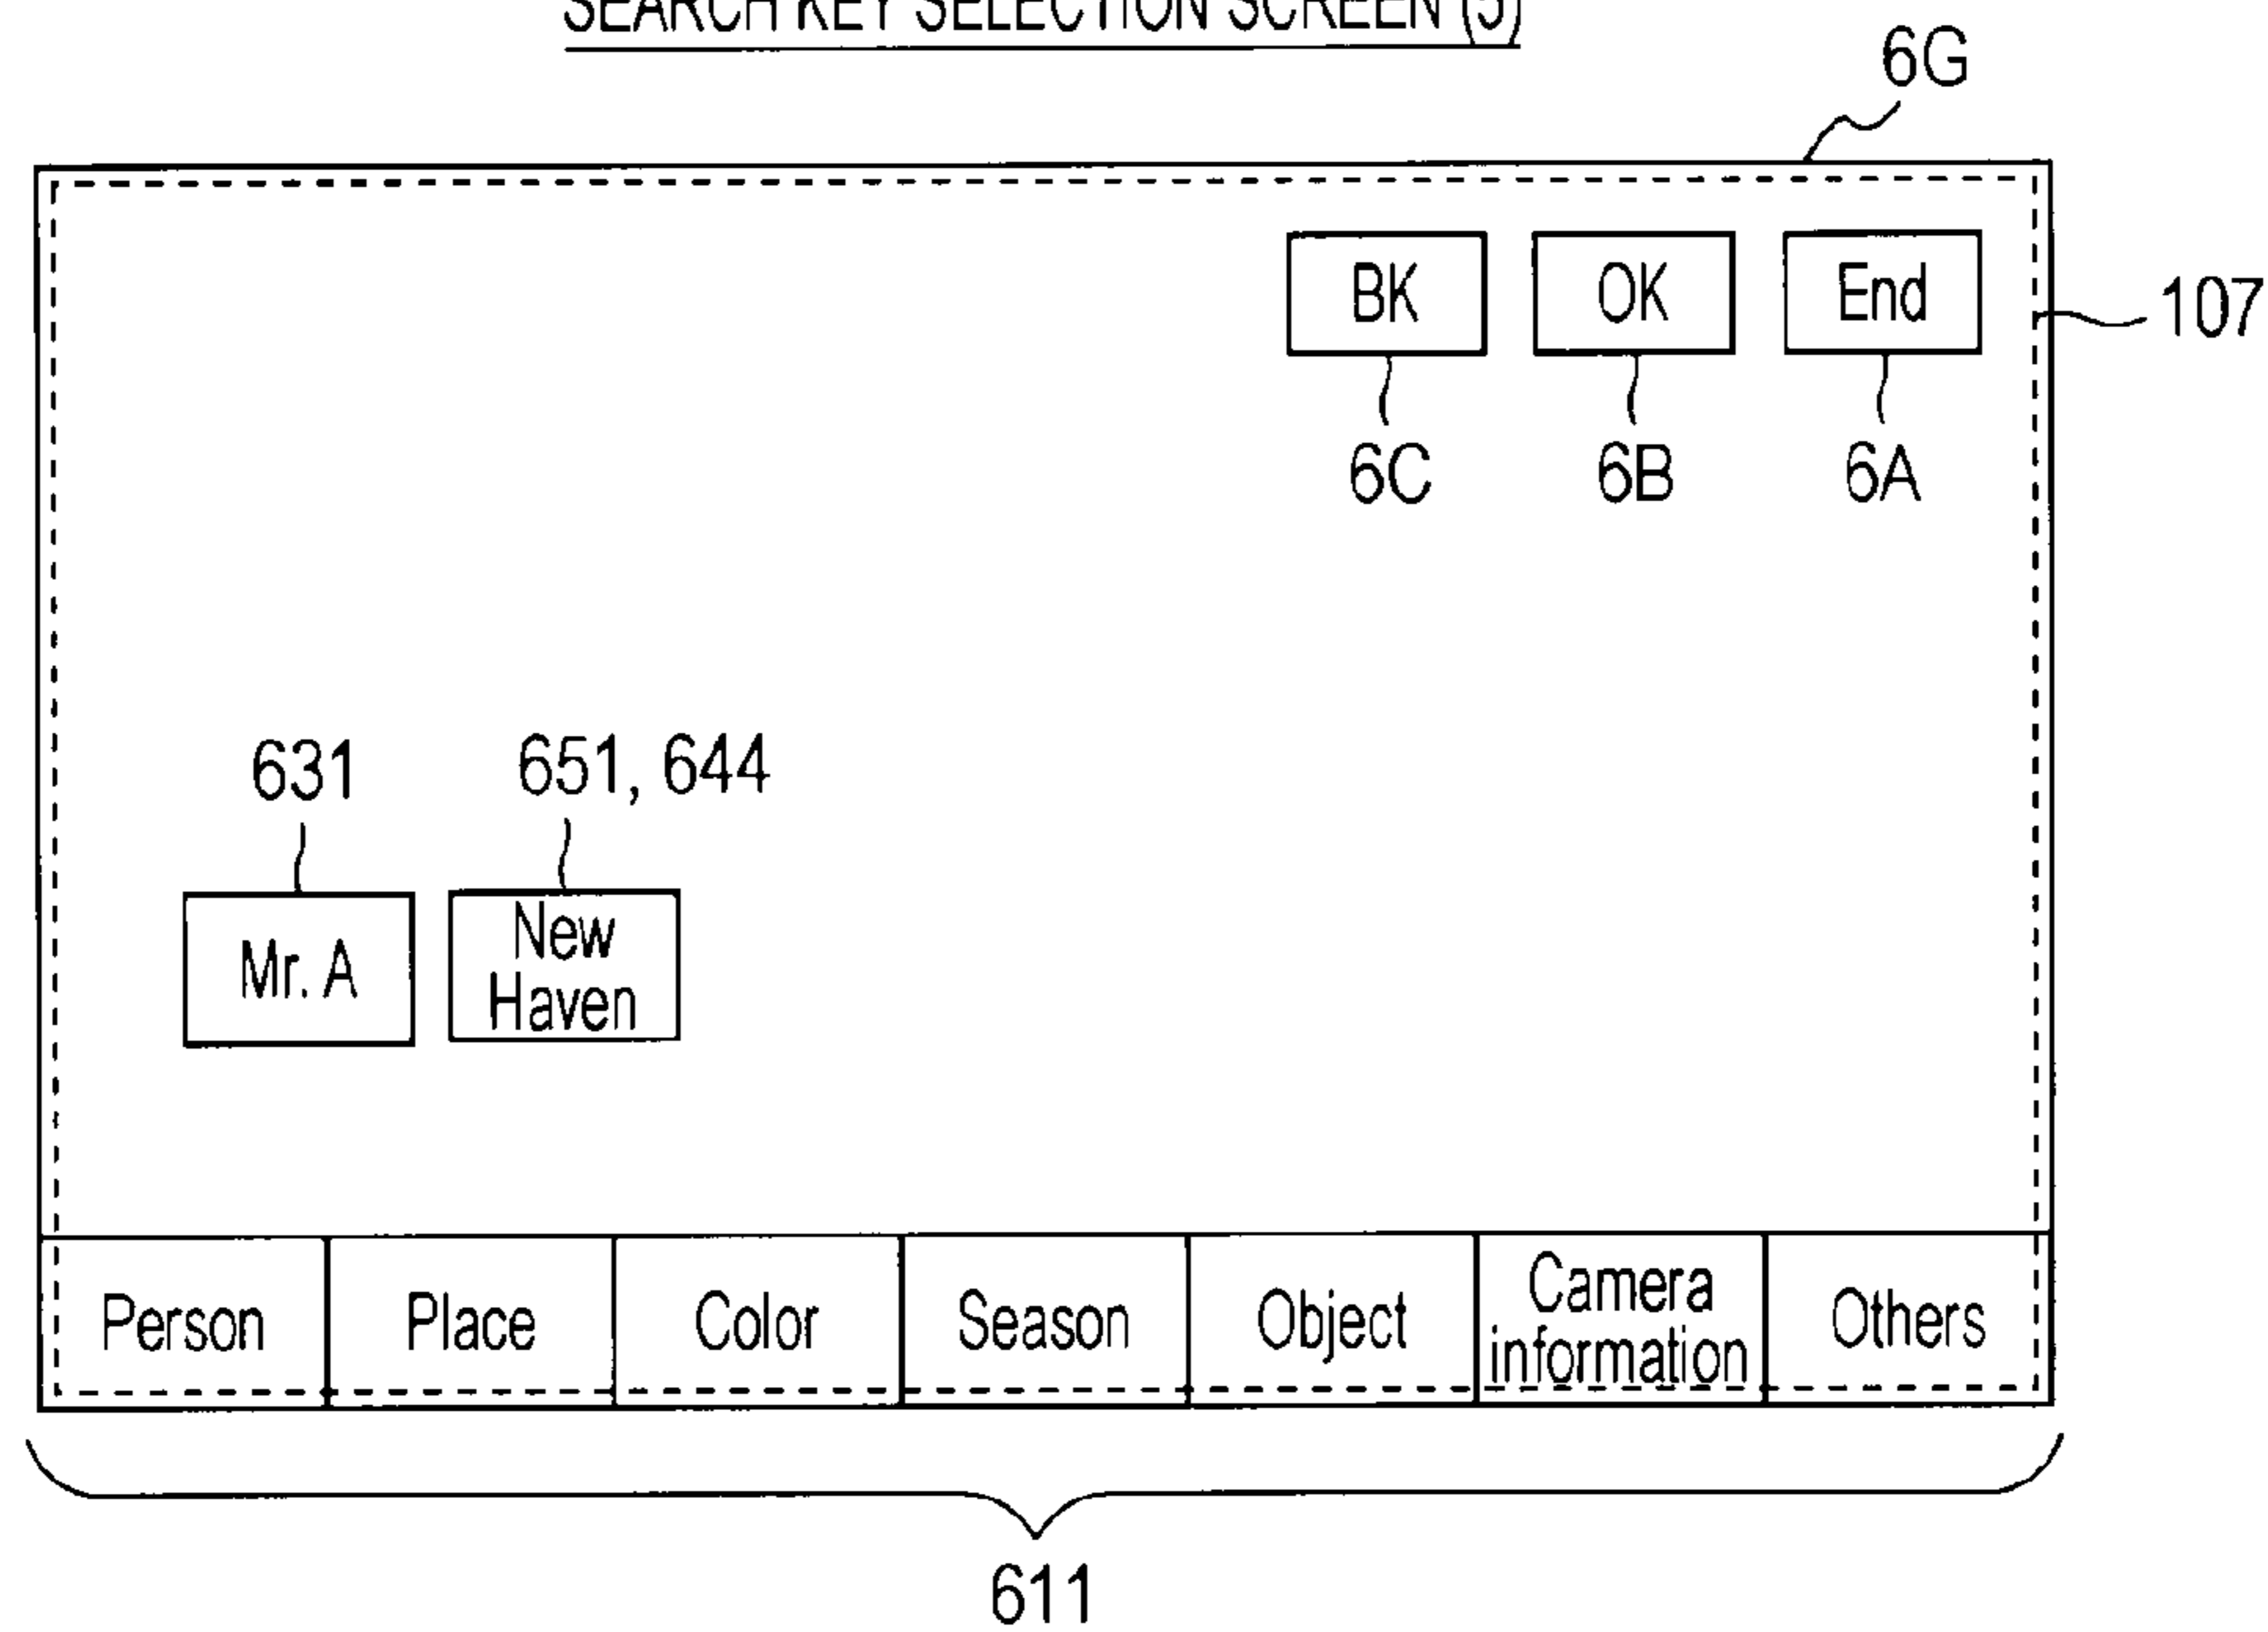 SEARCH KEY SELECTION SCREEN (5)
6G
BK
OK
End
107
6C
6B
6A
631
651, 644
Mr. A
New
Haven
Person
Place
Color
Season
Object
Camera
information
Others
611